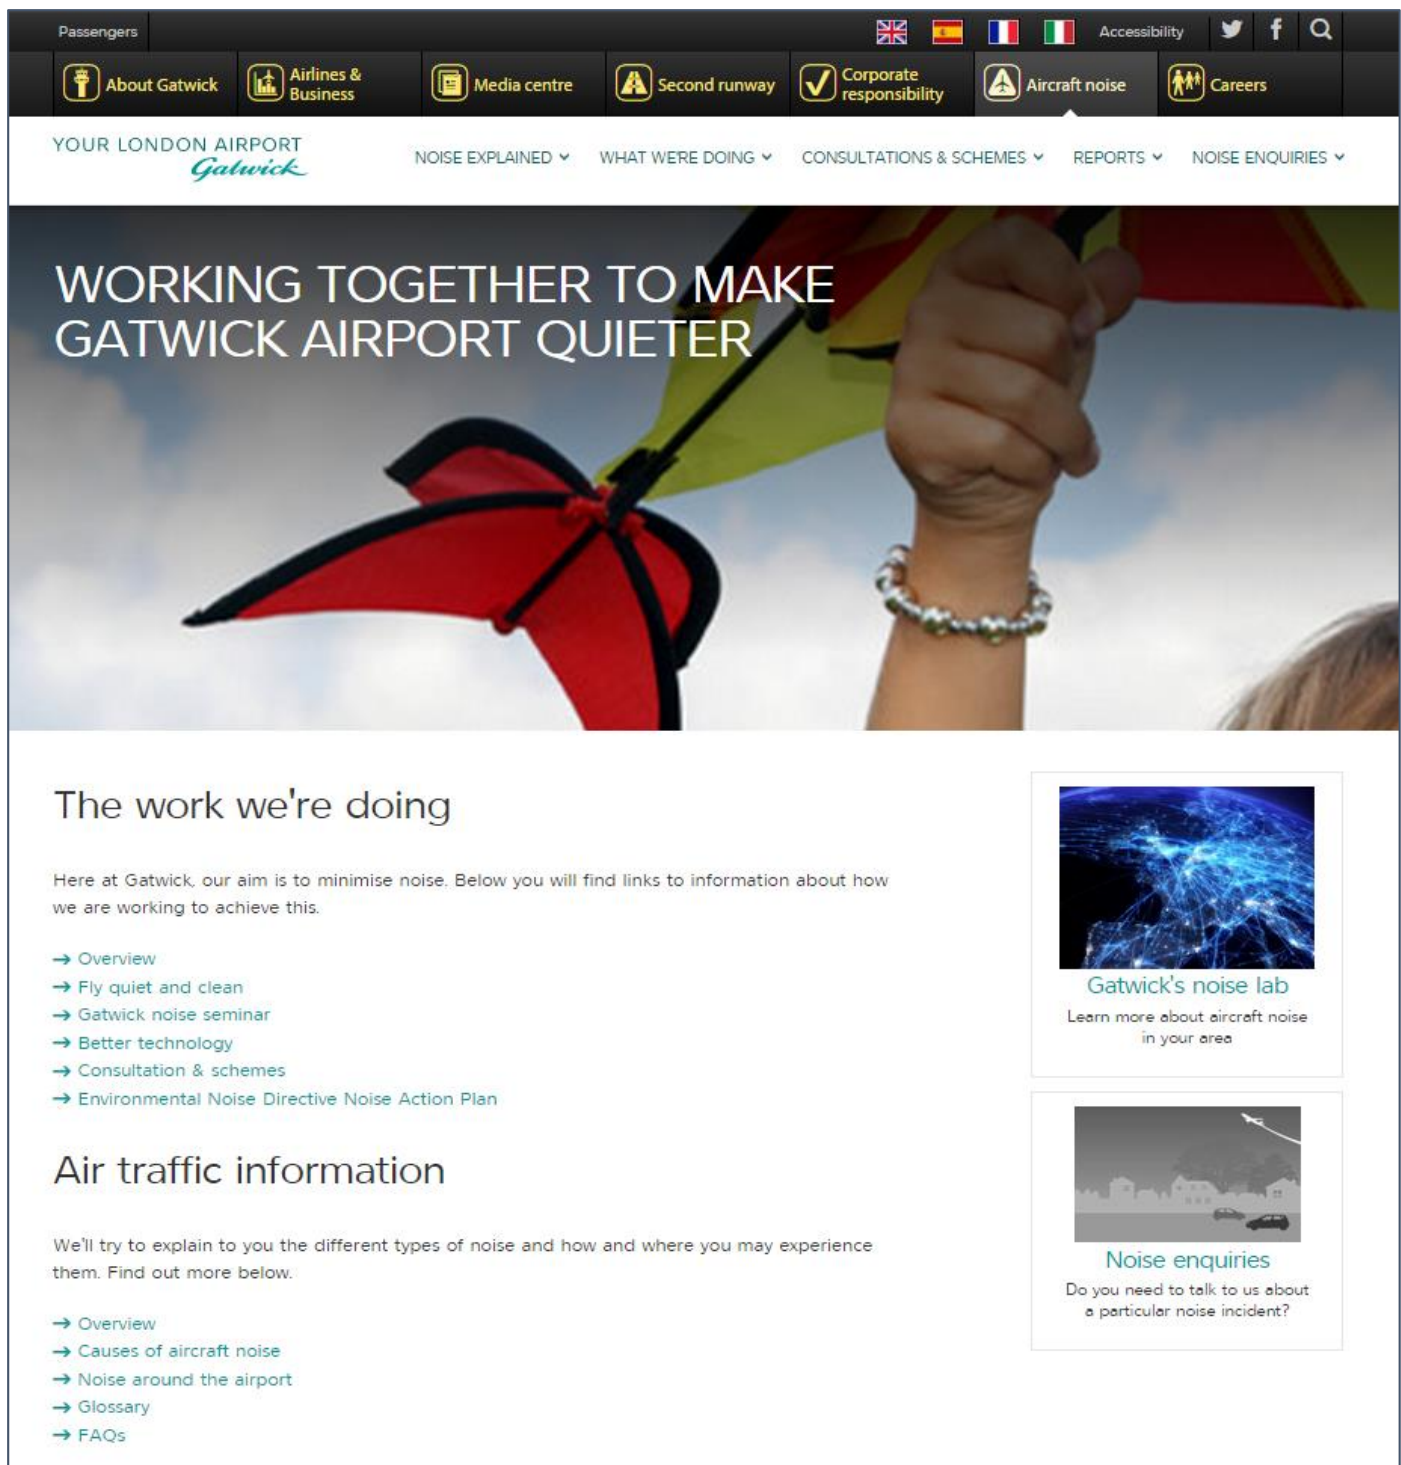 Passengers
Accessibility
About Gatwick
Airlines &
Business
Media centre
Second runway
Corporate
responsibility
Aircraft noise
Careers
YOUR LONDON AIRPORT
Gatwick
NOISE EXPLAINED
WHAT WE'RE DOING
CONSULTATIONS & SCHEMES
REPORTS
NOISE ENQUIRIES
WORKING TOGETHER TO MAKE
GATWICK AIRPORT QUIETER
The work we're doing
Here at Gatwick, our aim is to minimise noise. Below you will find links to information about how
we are working to achieve this.
→ Overview
→ Fly quiet and clean
→ Gatwick noise seminar
→ Better technology
→ Consultation & schemes
→ Environmental Noise Directive Noise Action Plan
Air traffic information
We'll try to explain to you the different types of noise and how and where you may experience
them. Find out more below.
→ Overview
→ Causes of aircraft noise
→ Noise around the airport
→ Glossary
→ FAQs
Gatwick's noise lab
Learn more about aircraft noise
in your area
Noise enquiries
Do you need to talk to us about
a particular noise incident?